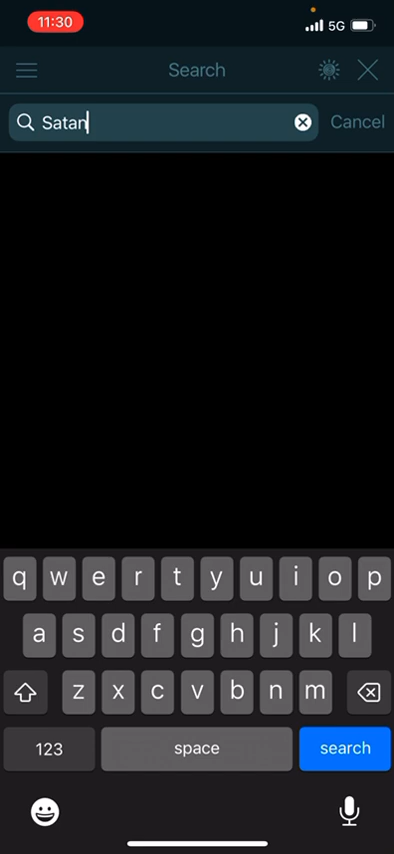 11:30
5G
Search
Satan
Cancel
q w e r t y u i o p
a s d f g h j k l
z x c v b n m
123 space search